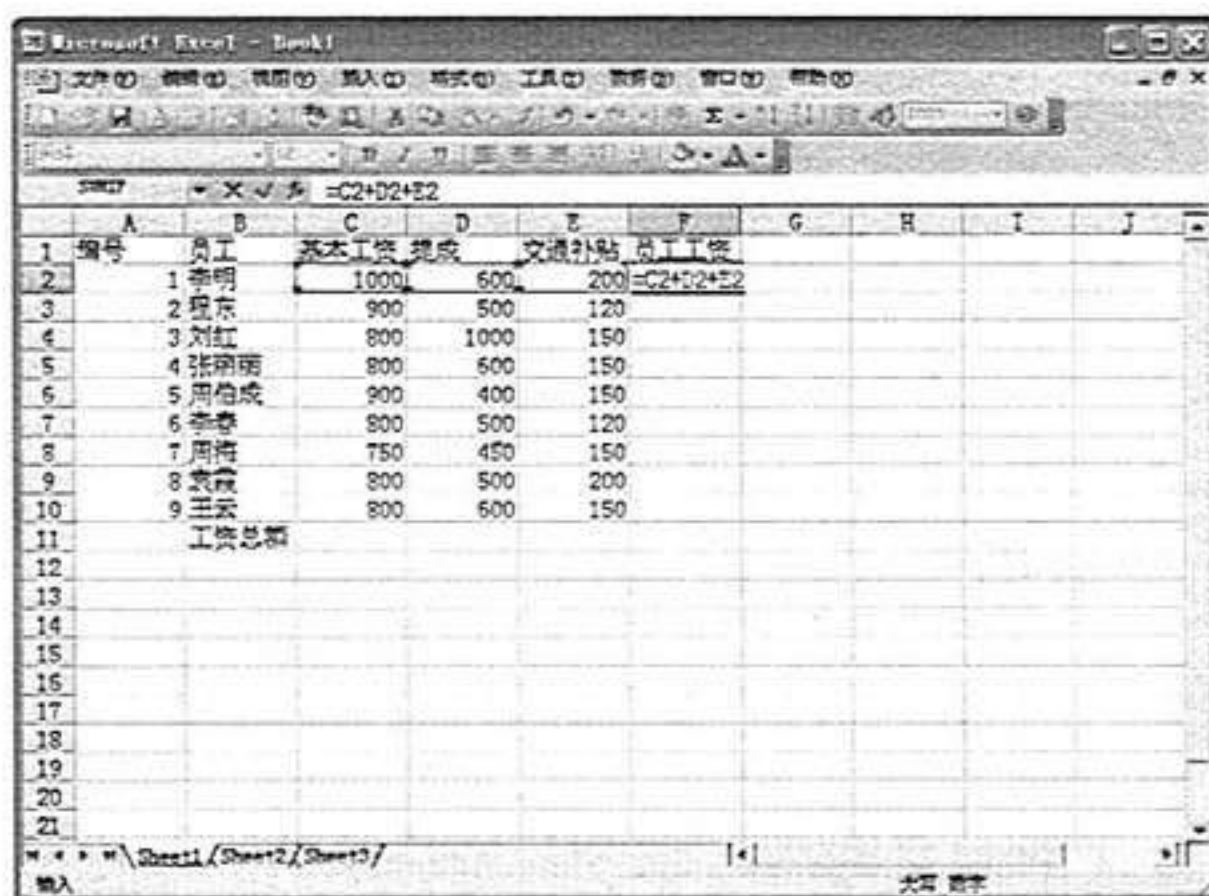 Microsoft Excel - Book1
文件(F) 编辑(E) 视图(V) 插入(I) 格式(O) 工具(T) 数据(D) 窗口(W) 帮助(H)
=C2+D2+E2
A B C D E F G H I J
1 编号 员工 基本工资 提成 交通补贴 员工工资
2 1 李明 1000 600 200 =C2+D2+E2
3 2 东 900 500 120
4 3 刘红 800 1000 150
5 4 张丽丽 800 600 150
6 5 周伯成 900 400 150
7 6 李春 800 500 120
8 7 周海 750 450 150
9 8 袁霞 800 500 200
10 9 王云 800 600 150
11 工资总额
12
13
14
15
16
17
18
19
20
21
Sheet1 Sheet2 Sheet3
输入 大写 数字